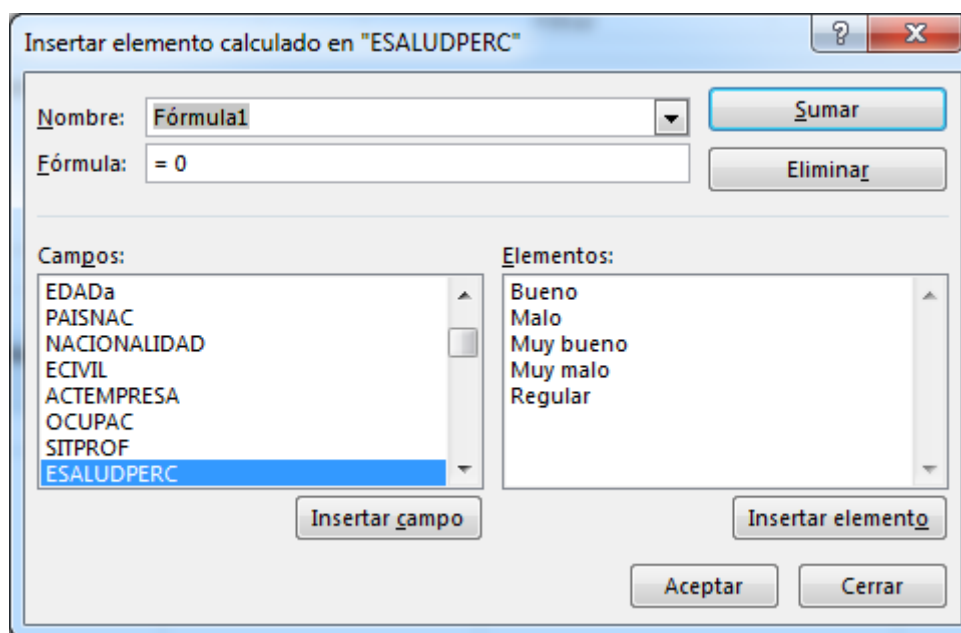 Insertar elemento calculado en "ESALUDPERC"
Nombre: Fórmula1
Sumar
Fórmula: = 0
Eliminar
Campos:
EDADa
PAISNAC
NACIONALIDAD
ECIVIL
ACTEMPRESA
OCUPAC
SITPROF
ESALUDPERC
Insertar campo
Elementos:
Bueno
Malo
Muy bueno
Muy malo
Regular
Insertar elemento
Aceptar
Cerrar